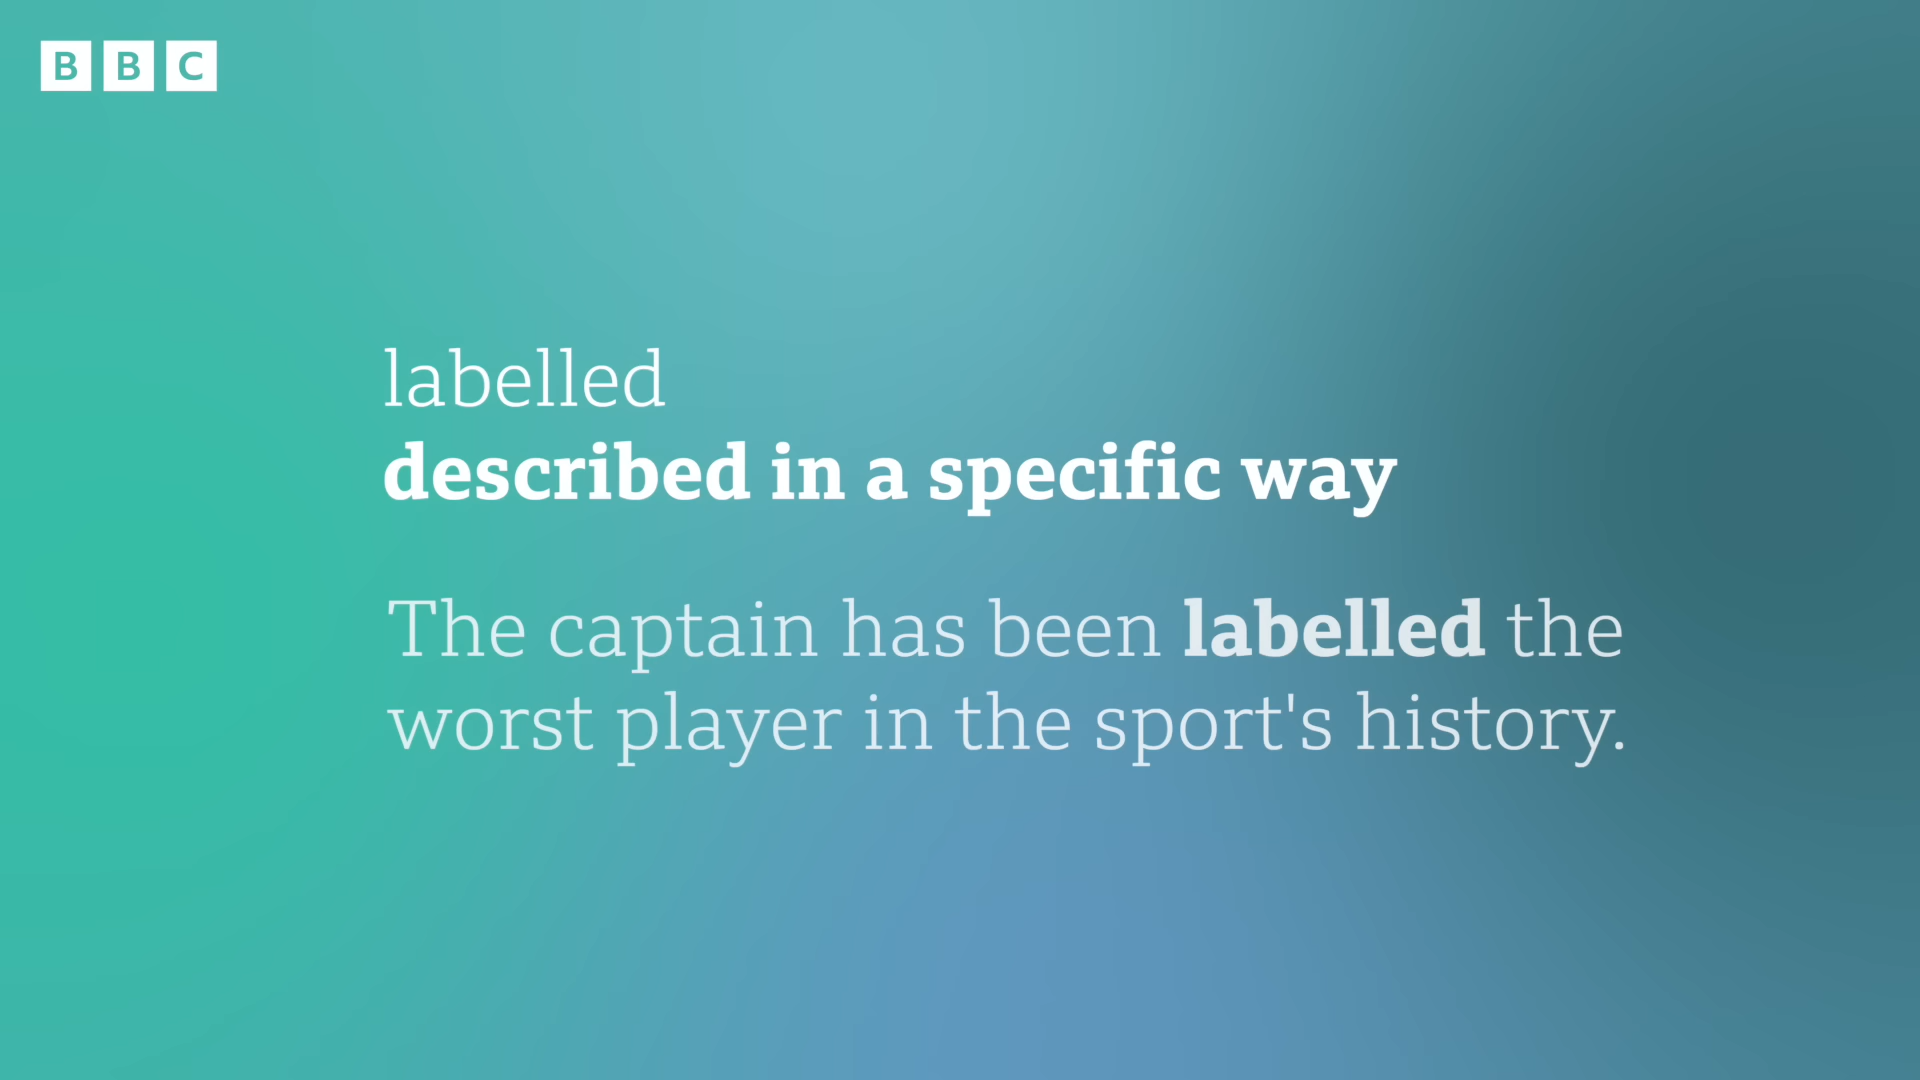 BBC
labelled
described in a specific way
The captain has been labelled the
worst player in the sport's history.